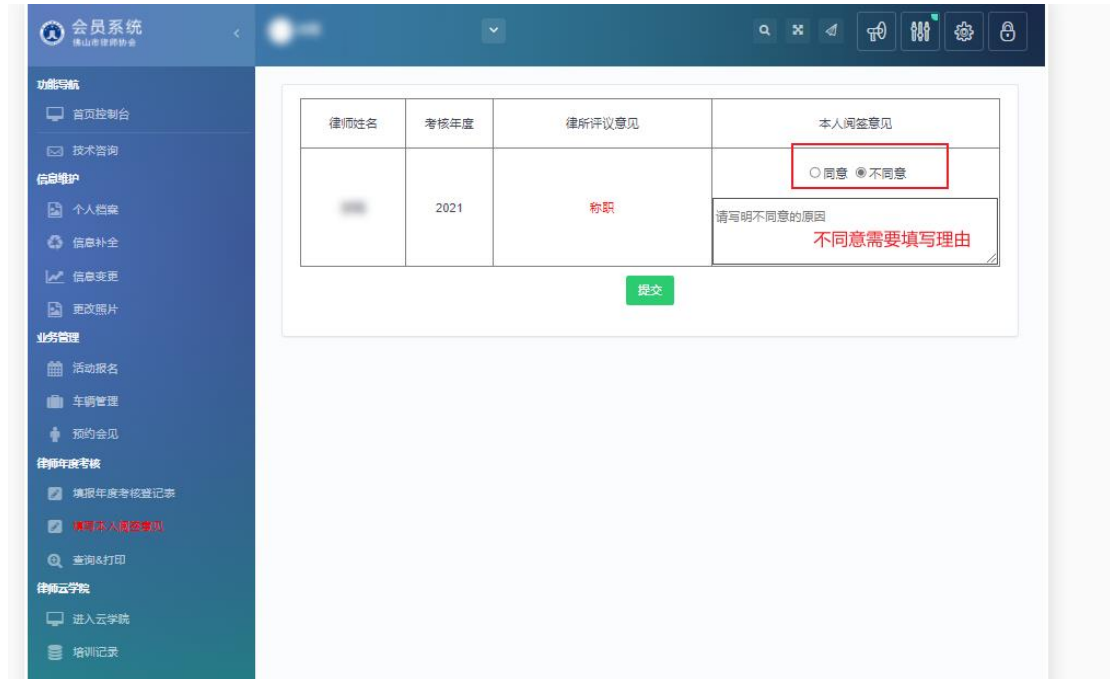 会员系统
佛山市律师协会
功能导航
首页控制台
技术咨询
信息维护
个人档案
信息补全
信息变更
更改照片
业务管理
活动报名
车辆管理
预约会见
律师年度考核
填报年度考核登记表
填写本人阅签意见
查询&打印
律师云学院
进入云学院
培训记录
律师姓名 考核年度 律所评议意见 本人阅签意见
同意 不同意
2021 称职
请写明不同意的原因
不同意需要填写理由
提交